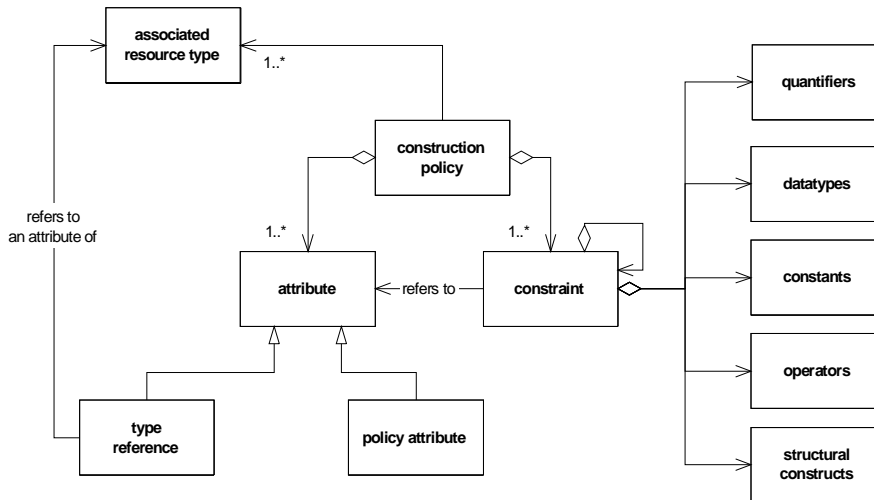 associated
resource type
1..*
quantifiers
construction
policy
datatypes
refers to
an attribute of
1..*
1..*
attribute
refers to
constraint
constants
operators
type
reference
policy attribute
structural
constructs